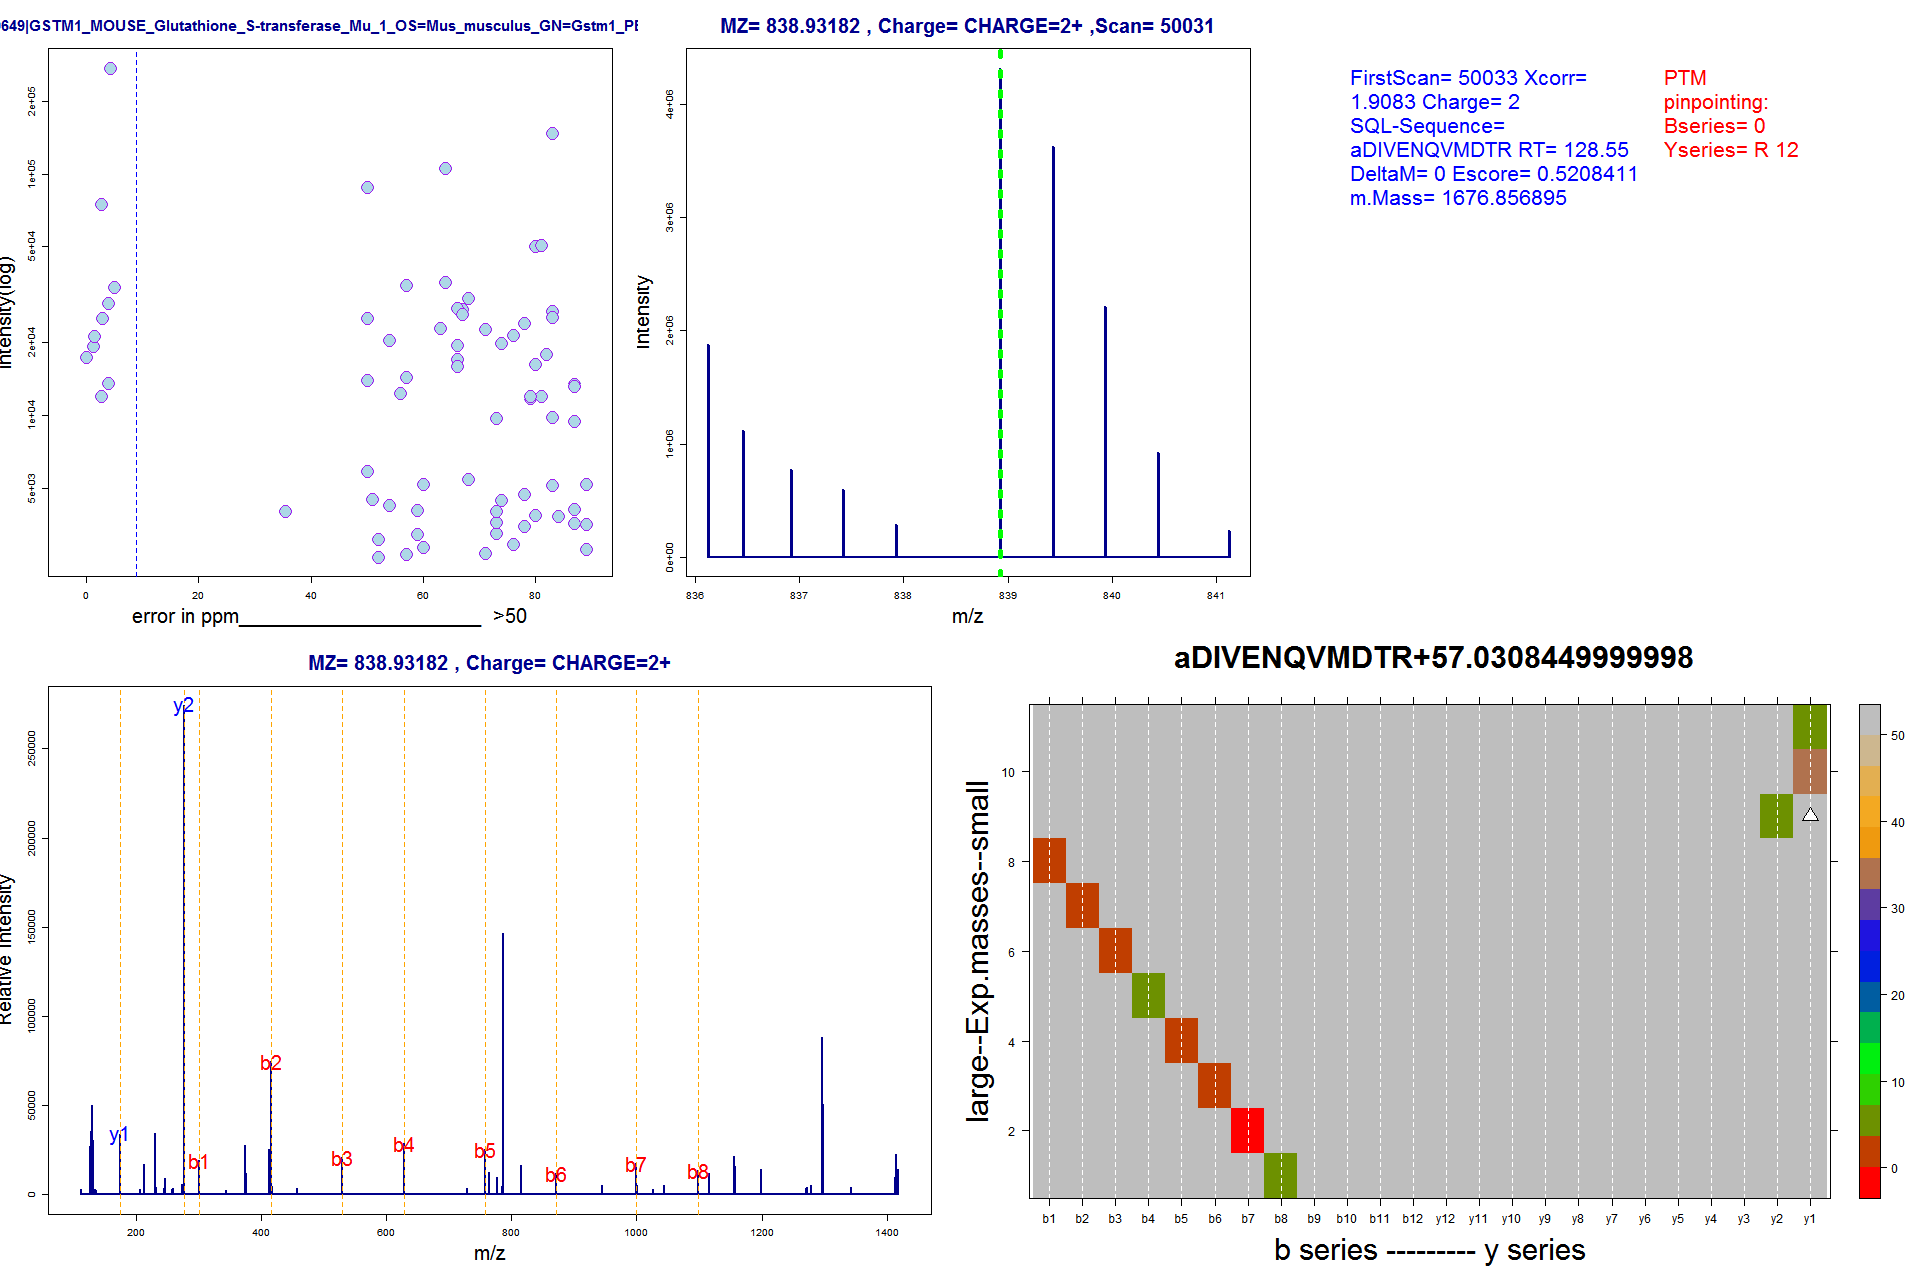 649|GSTM1_MOUSE_Glutathione_S-transferase_Mu_1_OS=Mus_musculus_GN=Gstm1_PE
Intensity(log)
2e+05
1e+05
5e+04
2e+04
1e+04
5e+03
0 20 40 60 80
error in ppm______________________ >50
MZ= 838.93182 , Charge= CHARGE=2+ ,Scan= 50031
Intensity
4e+06
3e+06
2e+06
1e+06
0e+00
836 837 838 839 840 841
m/z
FirstScan= 50033 Xcorr=
1.9083 Charge= 2
SQL-Sequence=
aDIVENQVMDTR RT= 128.55
DeltaM= 0 Escore= 0.5208411
m.Mass= 1676.856895
PTM
pinpointing:
Bseries= 0
Yseries= R 12
MZ= 838.93182 , Charge= CHARGE=2+
Relative Intensity
250000
200000
150000
100000
50000
0
y2
b2
y1
b1
b3
b4
b5
b6
b7
b8
200 400 600 800 1000 1200 1400
m/z
aDIVENQVMDTR+57.0308449999998
large--Exp.masses--small
10
8
6
4
2
b1 b2 b3 b4 b5 b6 b7 b8 b9 b10 b11 b12 y12 y11 y10 y9 y8 y7 y6 y5 y4 y3 y2 y1
b series --------- y series
50
40
30
20
10
0